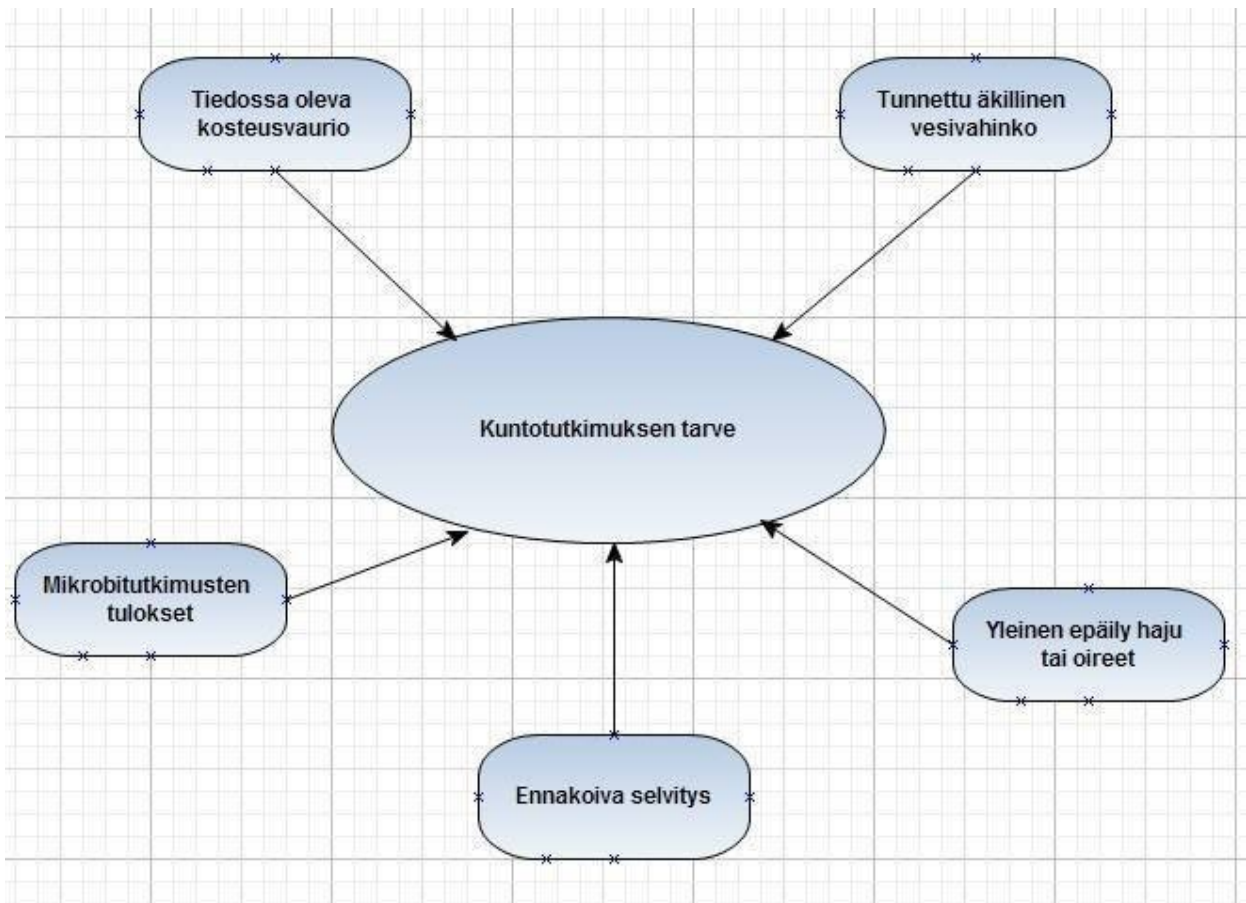 Tiedossa oleva
kosteusvaurio
Tunnettu äkillinen
vesivahinko
Kuntotutkimuksen tarve
Mikrobitutkimusten
tulokset
Yleinen epäily haju
tai oireet
Ennakoiva selvitys